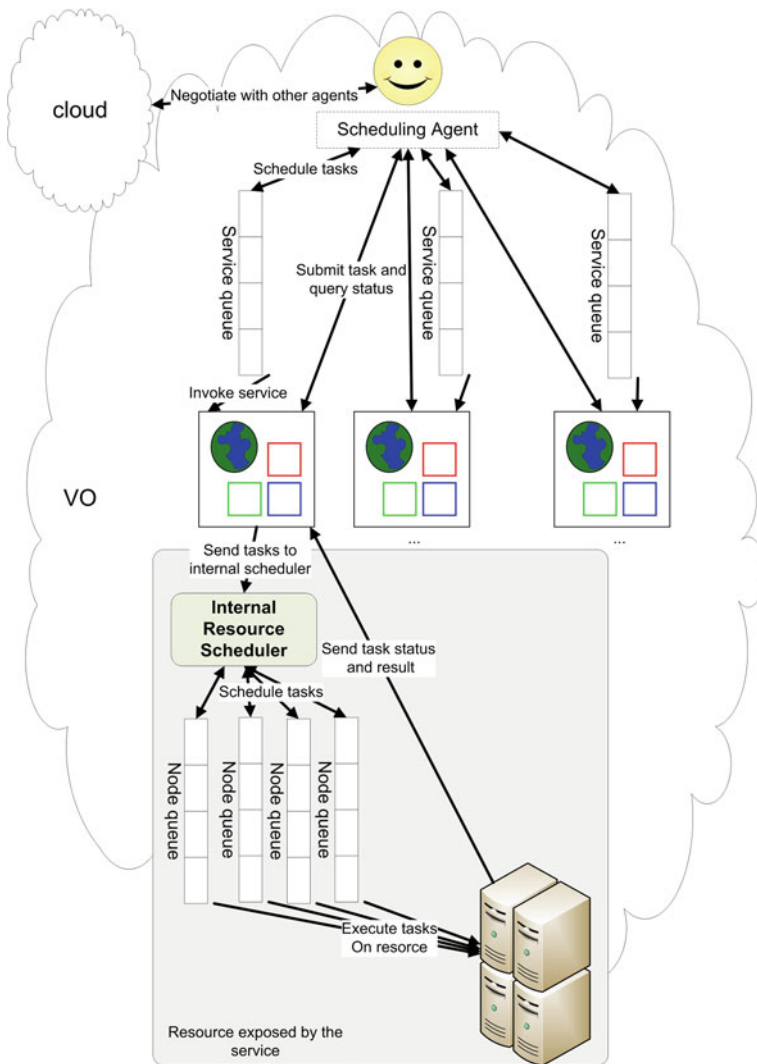 cloud
Negotiate with other agents
Scheduling Agent
Schedule tasks
Service queue
Submit task and
query status
Service queue
Service queue
Invoke service
VO
...
...
Send tasks to
internal scheduler
Internal
Resource
Scheduler
Send task status
and result
Schedule tasks
Node queue
Node queue
Node queue
Node queue
Execute tasks
On resorce
Resource exposed by the
service